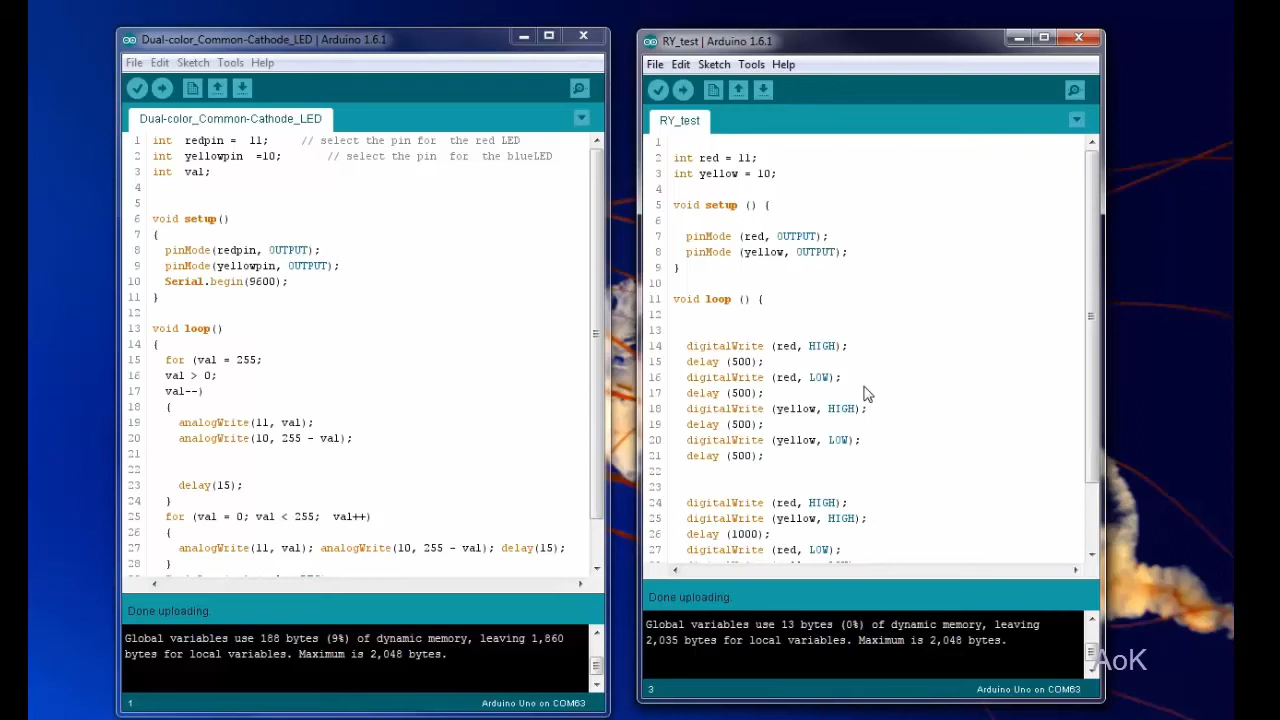 Dual-color_Common-Cathode_LED | Arduino 1.6.1
File Edit Sketch Tools Help
Dual-color_Common-Cathode_LED
1 int redpin = 11; // select the pin for the red LED
2 int yellowpin =10; // select the pin for the blueLED
3 int val;
4
5
6 void setup()
7 {
8 pinMode(redpin, OUTPUT);
9 pinMode(yellowpin, OUTPUT);
10 Serial.begin(9600);
11 }
12
13 void loop()
14 {
15 for (val = 255;
16 val > 0;
17 val--)
18 {
19 analogWrite(11, val);
20 analogWrite(10, 255 - val);
21
22
23 delay(15);
24 }
25 for (val = 0; val < 255; val++)
26 {
27 analogWrite(11, val); analogWrite(10, 255 - val); delay(15);
28 }
Done uploading.
Global variables use 188 bytes (9%) of dynamic memory, leaving 1,860
bytes for local variables. Maximum is 2,048 bytes.
1 Arduino Uno on COM63
RY_test | Arduino 1.6.1
File Edit Sketch Tools Help
RY_test
1
2 int red = 11;
3 int yellow = 10;
4
5 void setup () {
6
7 pinMode (red, OUTPUT);
8 pinMode (yellow, OUTPUT);
9 }
10
11 void loop () {
12
13
14 digitalWrite (red, HIGH);
15 delay (500);
16 digitalWrite (red, LOW);
17 delay (500);
18 digitalWrite (yellow, HIGH);
19 delay (500);
20 digitalWrite (yellow, LOW);
21 delay (500);
22
23
24 digitalWrite (red, HIGH);
25 digitalWrite (yellow, HIGH);
26 delay (1000);
27 digitalWrite (red, LOW);
Done uploading.
Global variables use 13 bytes (0%) of dynamic memory, leaving
2,035 bytes for local variables. Maximum is 2,048 bytes.
3 Arduino Uno on COM63
AoK